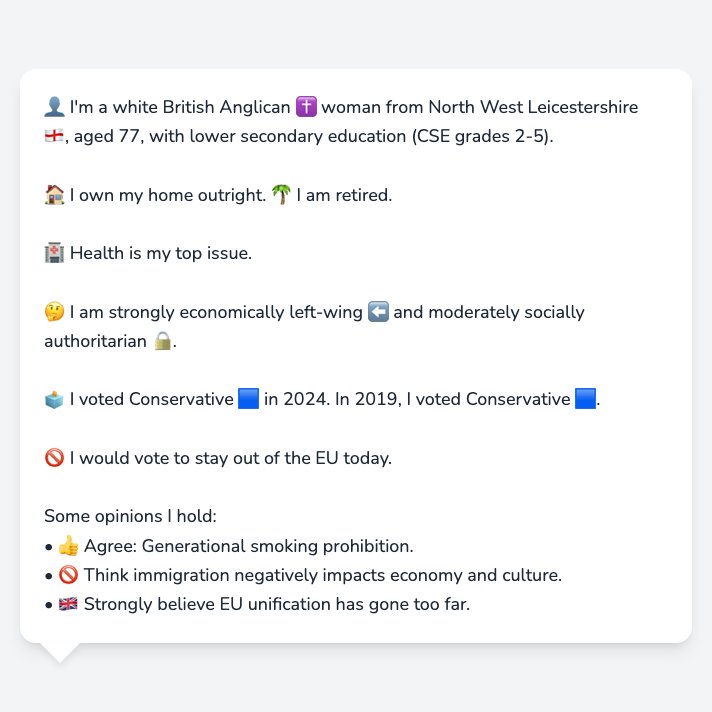 👤 I'm a white British Anglican ✝️ woman from North West Leicestershire
🏴󠁧󠁢󠁥󠁮󠁧󠁿, aged 77, with lower secondary education (CSE grades 2-5).
🏠 I own my home outright. 🌴 I am retired.
🏥 Health is my top issue.
🤔 I am strongly economically left-wing ⬅️ and moderately socially
authoritarian 🔒.
🗳️ I voted Conservative 🟦 in 2024. In 2019, I voted Conservative 🟦.
🚫 I would vote to stay out of the EU today.
Some opinions I hold:
• 👍 Agree: Generational smoking prohibition.
• 🚫 Think immigration negatively impacts economy and culture.
• 🇬🇧 Strongly believe EU unification has gone too far.